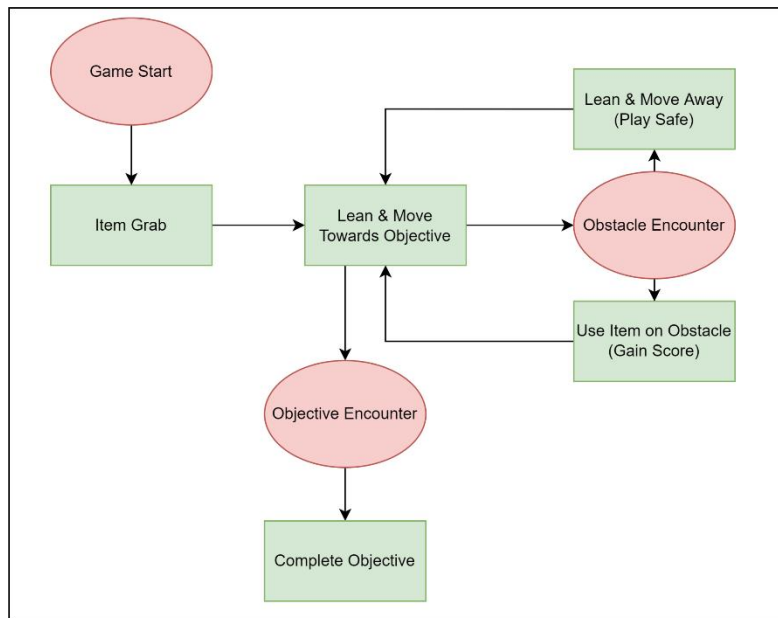 Game Start
Lean & Move Away
(Play Safe)
Item Grab
Lean & Move
Towards Objective
Obstacle Encounter
Use Item on Obstacle
(Gain Score)
Objective Encounter
Complete Objective